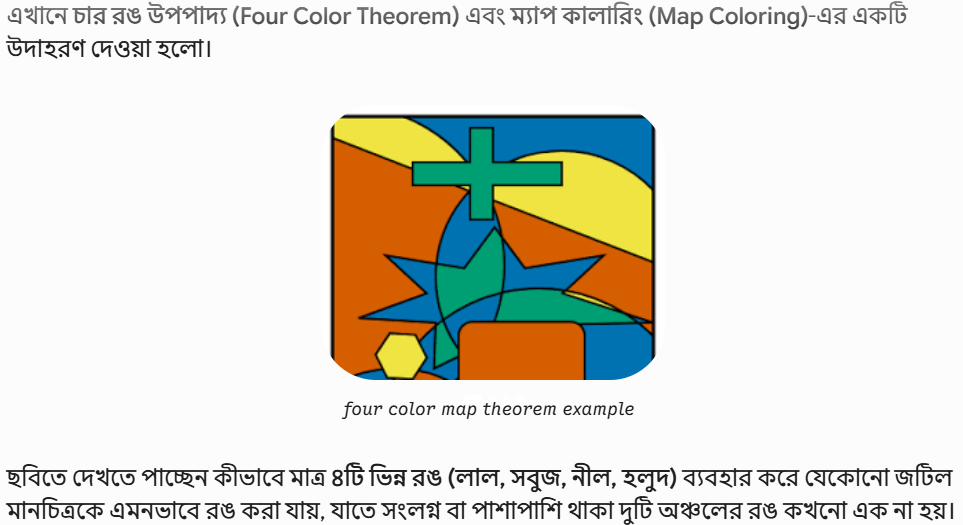 এখানে চার রঙ উপপাদ্য (Four Color Theorem) এবং ম্যাপ কালারিং (Map Coloring)-এর একটি
উদাহরণ দেওয়া হলো।
four color map theorem example
ছবিতে দেখতে পাচ্ছেন কীভাবে মাত্র ৪টি ভিন্ন রঙ (লাল, সবুজ, নীল, হলুদ) ব্যবহার করে যেকোনো জটিল
মানচিত্রকে এমনভাবে রঙ করা যায়, যাতে সংলগ্ন বা পাশাপাশি থাকা দুটি অঞ্চলের রঙ কখনো এক না হয়।